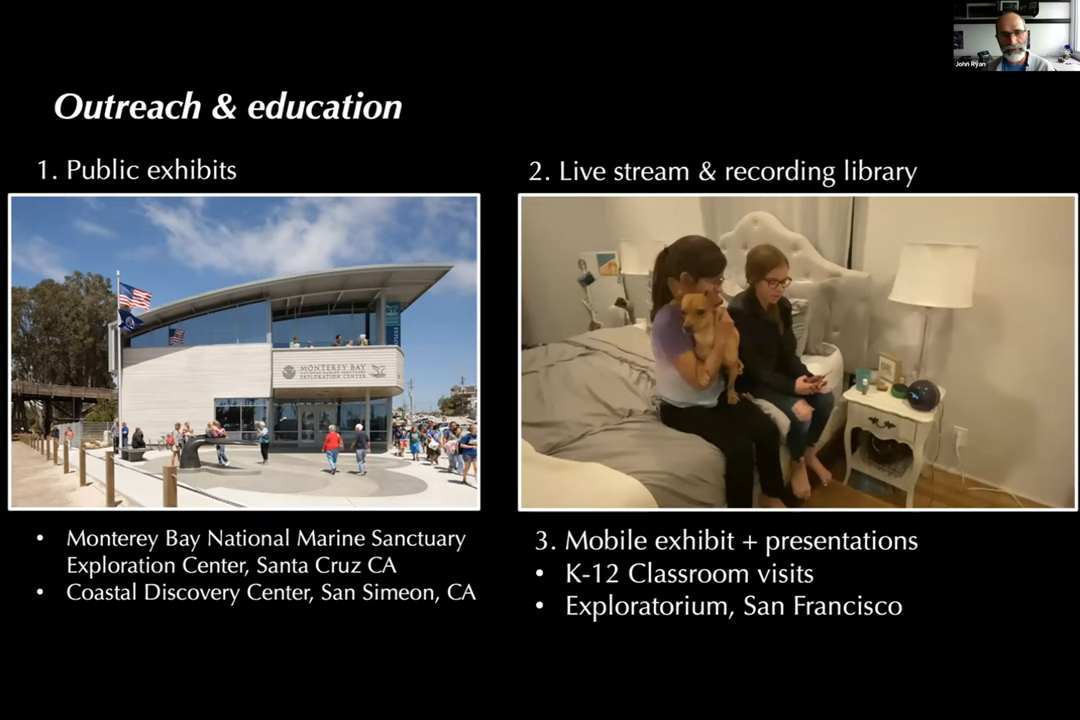 John Ryan
Outreach & education
1. Public exhibits
2. Live stream & recording library
MONTEREY BAY
EXPLORATION CENTER
• Monterey Bay National Marine Sanctuary
Exploration Center, Santa Cruz CA
• Coastal Discovery Center, San Simeon, CA
3. Mobile exhibit + presentations
• K-12 Classroom visits
• Exploratorium, San Francisco